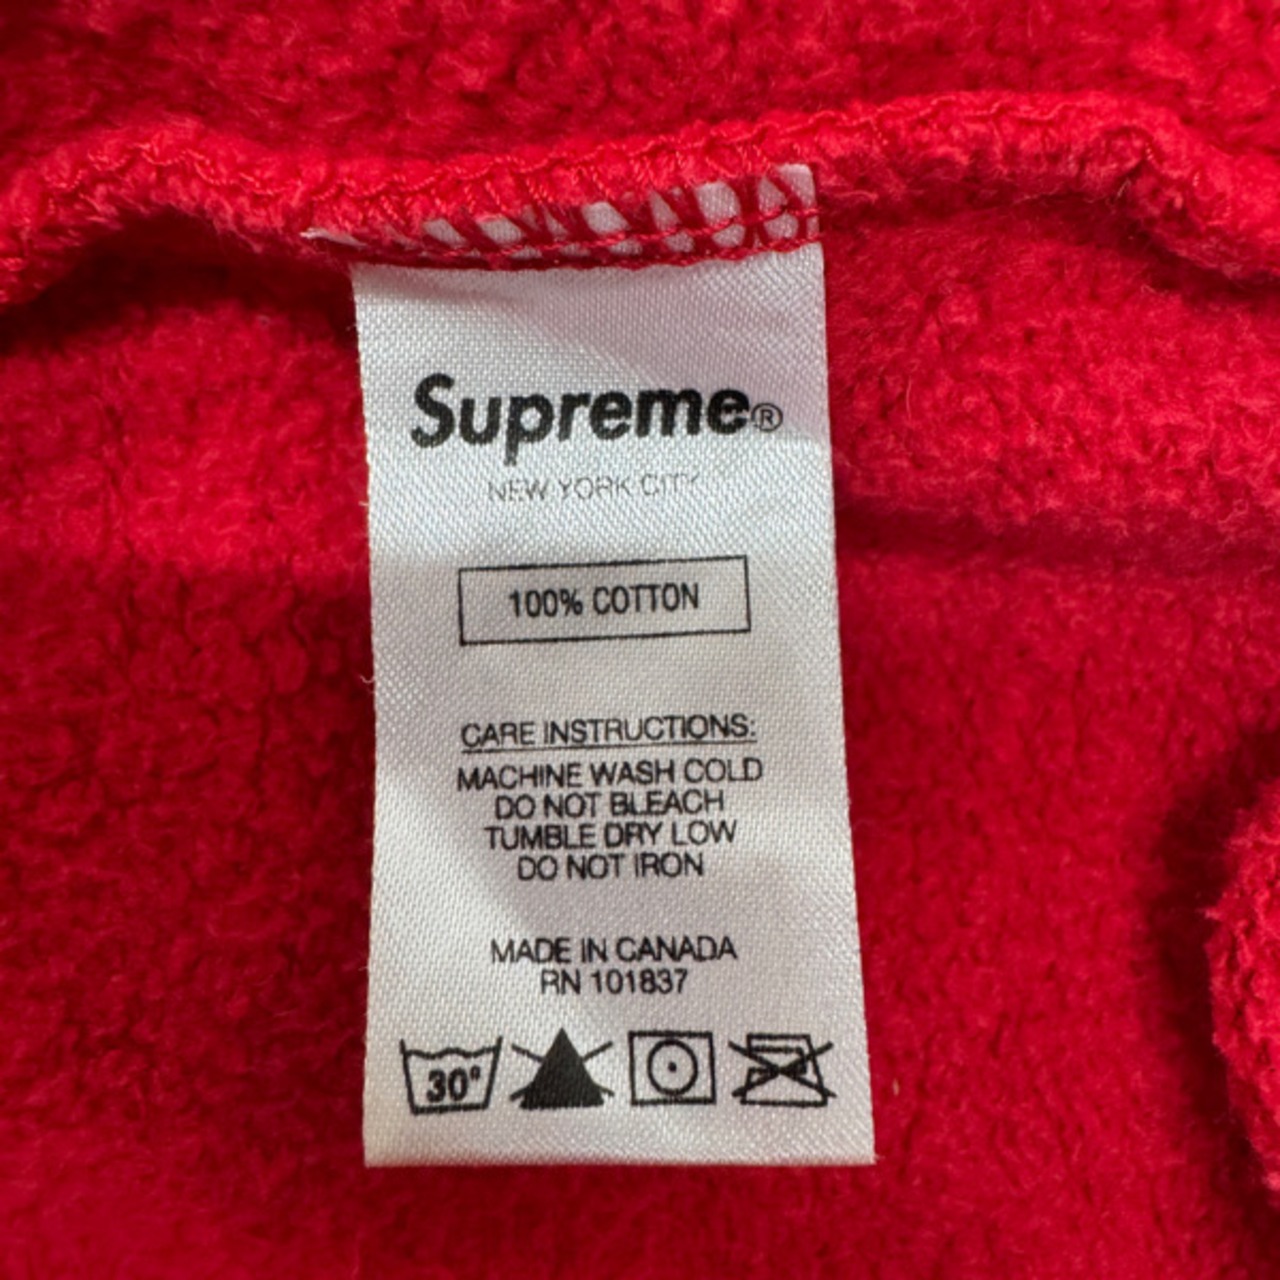 Supreme®
NEW YORK CITY
100% COTTON
CARE INSTRUCTIONS:
MACHINE WASH COLD
DO NOT BLEACH
TUMBLE DRY LOW
DO NOT IRON
MADE IN CANADA
RN 101837
30°